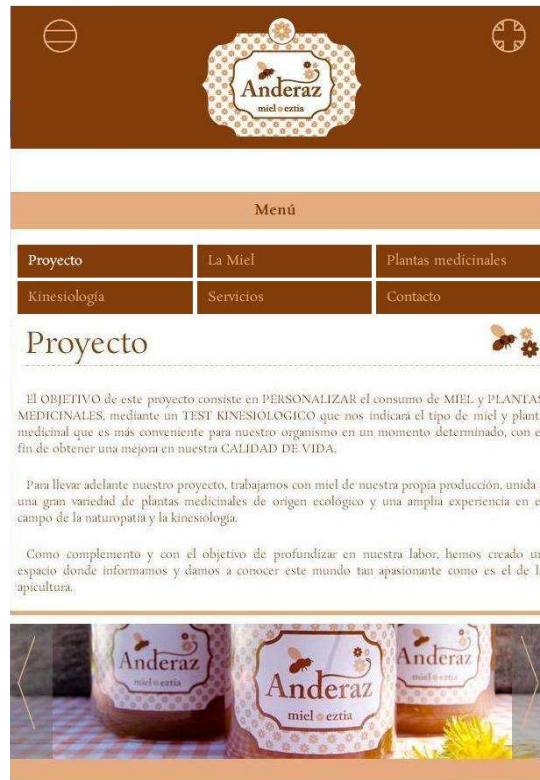 Anderaz
miel eztia
Menú
Proyecto
La Miel
Plantas medicinales
Kinesiología
Servicios
Contacto
Proyecto
El OBJETIVO de este proyecto consiste en PERSONALIZAR el consumo de MIEL y PLANTAS
MEDICINALES, mediante un TEST KINESIOLOGICO que nos indicará el tipo de miel y plant
medicinal que es más conveniente para nuestro organismo en un momento determinado, con e
fin de obtener una mejora en nuestra CALIDAD DE VIDA.
Para llevar adelante nuestro proyecto, trabajamos con miel de nuestra propia producción, unida
una gran variedad de plantas medicinales de origen ecológico y una amplia experiencia en e
campo de la naturopatía y la kinesiología.
Como complemento y con el objetivo de profundizar en nuestra labor, hemos creado un
espacio donde informamos y damos a conocer este mundo tan apasionante como es el de l
apicultura.
Anderaz
miel eztia
Anderaz
miel eztia
Anderaz
miel eztia